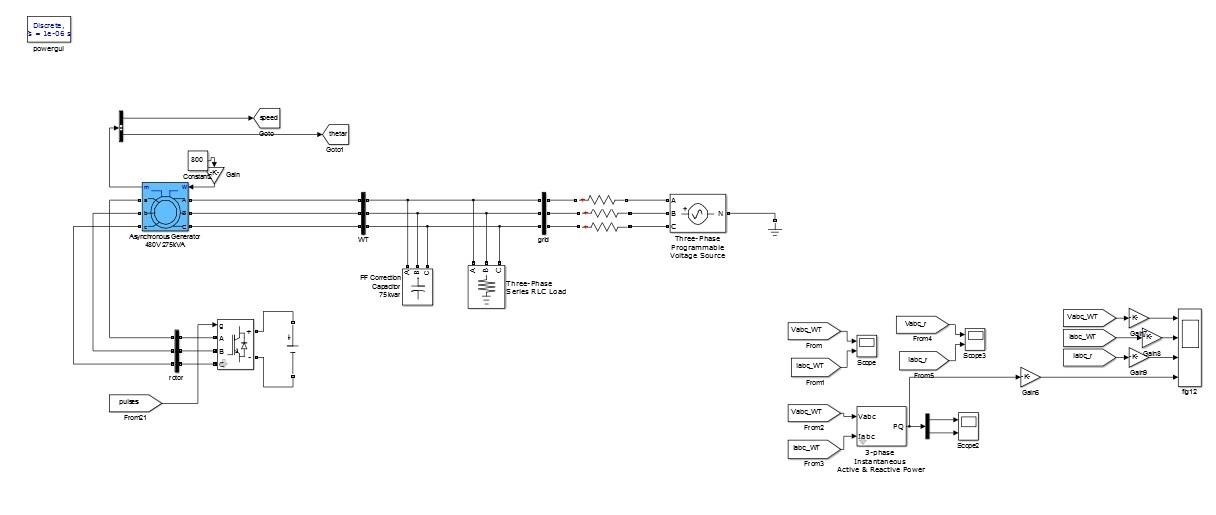 Discrete,
s = 1e-06 s
powergui
speed
Goto
thetar
Goto1
800
Constant
-K-
Gain
m
w
a
A
b
B
c
C
Asynchronous Generator
480V 275kVA
WT
grid
A
B
C
N
Three-Phase
Programmable
Voltage Source
A
B
C
PF Correction
Capacitor
75kvar
A
B
C
Three-Phase
Series RLC Load
g
A
B
C
+
-
rotor
pulses
From21
Vabc_WT
From
Iabc_WT
From1
Scope
Vabc_r
From4
Iabc_r
From5
Scope3
Vabc_WT
From2
Iabc_WT
From3
Vabc
Iabc
PQ
3-phase
Instantaneous
Active & Reactive Power
Scope2
-K-
Gain6
Vabc_WT
-K-
Iabc_WT
-K-
Gain8
Iabc_r
-K-
Gain9
fig12